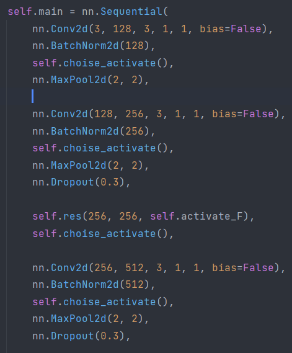 self.main = nn.Sequential(
    nn.Conv2d(3, 128, 3, 1, 1, bias=False),
    nn.BatchNorm2d(128),
    self.choise_activate(),
    nn.MaxPool2d(2, 2),

    nn.Conv2d(128, 256, 3, 1, 1, bias=False),
    nn.BatchNorm2d(256),
    self.choise_activate(),
    nn.MaxPool2d(2, 2),
    nn.Dropout(0.3),

    self.res(256, 256, self.activate_F),
    self.choise_activate(),

    nn.Conv2d(256, 512, 3, 1, 1, bias=False),
    nn.BatchNorm2d(512),
    self.choise_activate(),
    nn.MaxPool2d(2, 2),
    nn.Dropout(0.3),